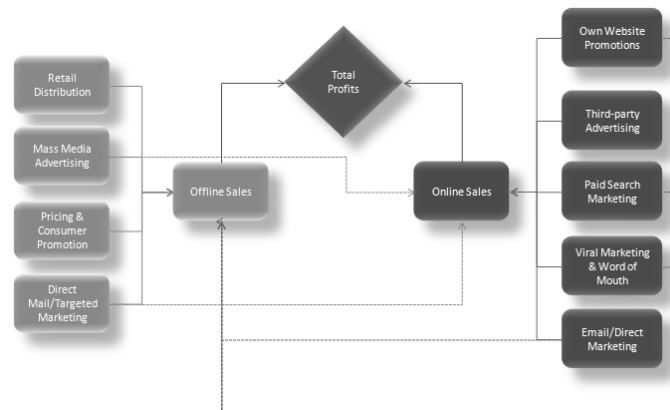 Own Website
Promotions
Total
Profits
Retail
Distribution
Third-party
Advertising
Mass Media
Advertising
Offline Sales
Online Sales
Paid Search
Marketing
Pricing &
Consumer
Promotion
Viral Marketing
& Word of
Mouth
Direct
Mail/Targeted
Marketing
Email/Direct
Marketing